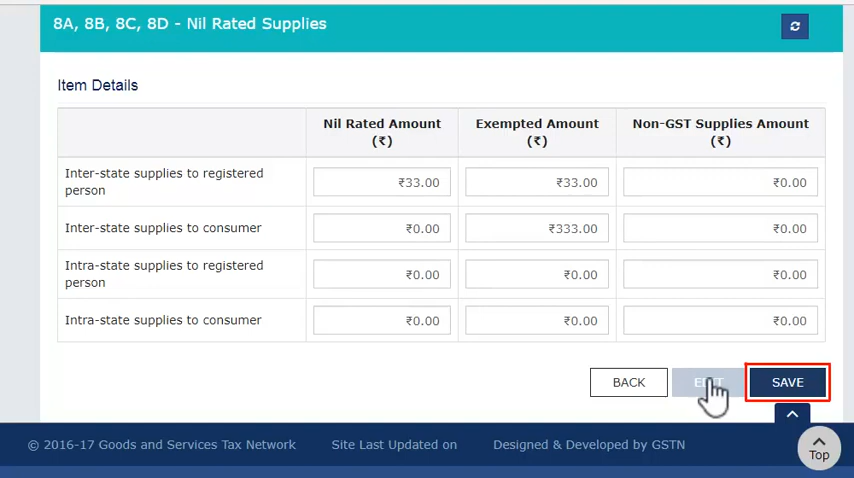 8A, 8B, 8C, 8D - Nil Rated Supplies
Item Details
Nil Rated Amount (₹)
Exempted Amount (₹)
Non-GST Supplies Amount (₹)
Inter-state supplies to registered person
₹33.00
₹33.00
₹0.00
Inter-state supplies to consumer
₹0.00
₹333.00
₹0.00
Intra-state supplies to registered person
₹0.00
₹0.00
₹0.00
Intra-state supplies to consumer
₹0.00
₹0.00
₹0.00
BACK
EDIT
SAVE
© 2016-17 Goods and Services Tax Network
Site Last Updated on
Designed & Developed by GSTN
Top